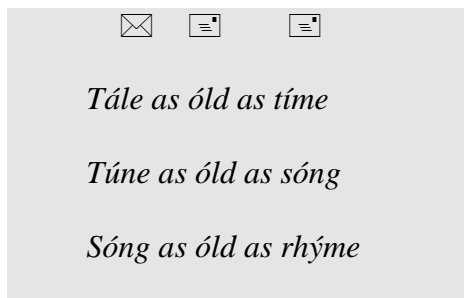 Tále as óld as tíme
Túne as óld as sóng
Sóng as óld as rhýme